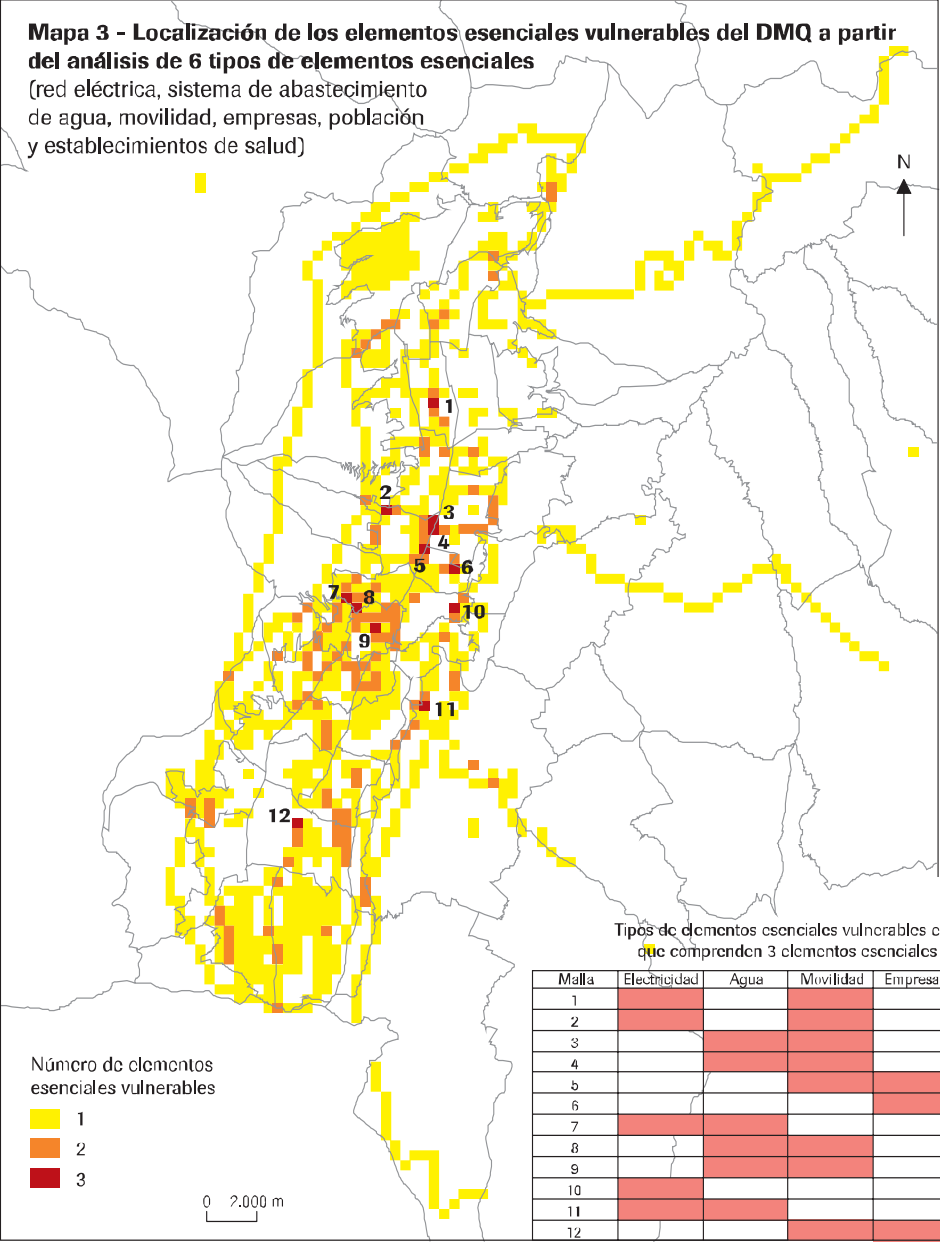 Mapa 3 - Localización de los elementos esenciales vulnerables del DMQ a partir
del análisis de 6 tipos de elementos esenciales
(red eléctrica, sistema de abastecimiento
de agua, movilidad, empresas, población
y establecimientos de salud)
N
1
2
3
4
5
6
7
8
10
9
11
12
Tipos de elementos esenciales vulnerables e
que comprenden 3 elementos esenciales
Malla Electricidad Agua Movilidad Empresa
1
2
3
4
5
6
7
8
9
10
11
12
Número de elementos
esenciales vulnerables
1
2
3
0 2.000 m